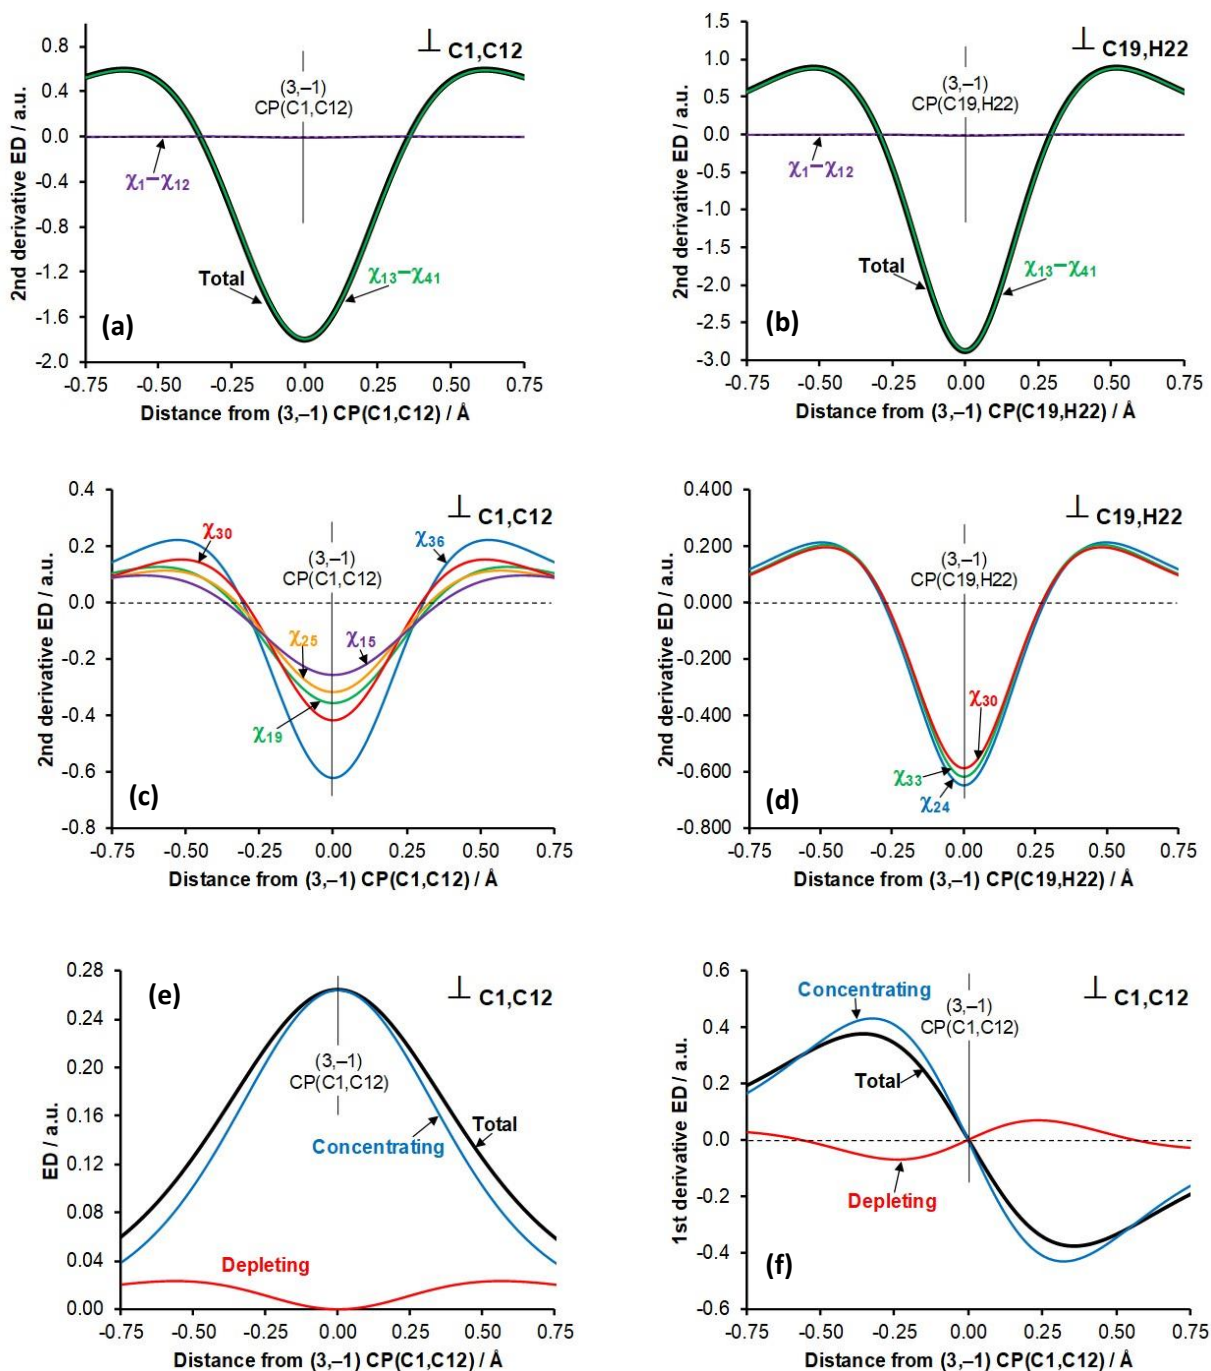 (a)
2nd derivative ED / a.u.
0.8
0.4
0.0
-0.4
-0.8
-1.2
-1.6
-2.0
⊥ C1,C12
(3,–1)
CP(C1,C12)
χ1–χ12
Total
χ13–χ41
-0.75 -0.50 -0.25 0.00 0.25 0.50 0.75
Distance from (3,–1) CP(C1,C12) / Å
(b)
2nd derivative ED / a.u.
1.5
1.0
0.5
0.0
-0.5
-1.0
-1.5
-2.0
-2.5
-3.0
⊥ C19,H22
(3,–1)
CP(C19,H22)
χ1–χ12
Total
χ13–χ41
-0.75 -0.50 -0.25 0.00 0.25 0.50 0.75
Distance from (3,–1) CP(C19,H22) / Å
(c)
2nd derivative ED / a.u.
0.4
0.2
0.0
-0.2
-0.4
-0.6
-0.8
⊥ C1,C12
χ30
χ36
(3,–1)
CP(C1,C12)
χ25
χ15
χ19
-0.75 -0.50 -0.25 0.00 0.25 0.50 0.75
Distance from (3,–1) CP(C1,C12) / Å
(d)
2nd derivative ED / a.u.
0.400
0.200
0.000
-0.200
-0.400
-0.600
-0.800
⊥ C19,H22
(3,–1)
CP(C19,H22)
χ30
χ33
χ24
-0.75 -0.50 -0.25 0.00 0.25 0.50 0.75
Distance from (3,–1) CP(C19,H22) / Å
(e)
ED / a.u.
0.28
0.24
0.20
0.16
0.12
0.08
0.04
0.00
⊥ C1,C12
(3,–1)
CP(C1,C12)
Total
Concentrating
Depleting
-0.75 -0.50 -0.25 0.00 0.25 0.50 0.75
Distance from (3,–1) CP(C1,C12) / Å
(f)
1st derivative ED / a.u.
0.6
0.4
0.2
0.0
-0.2
-0.4
-0.6
⊥ C1,C12
Concentrating
(3,–1)
CP(C1,C12)
Total
Depleting
-0.75 -0.50 -0.25 0.00 0.25 0.50 0.75
Distance from (3,–1) CP(C1,C12) / Å